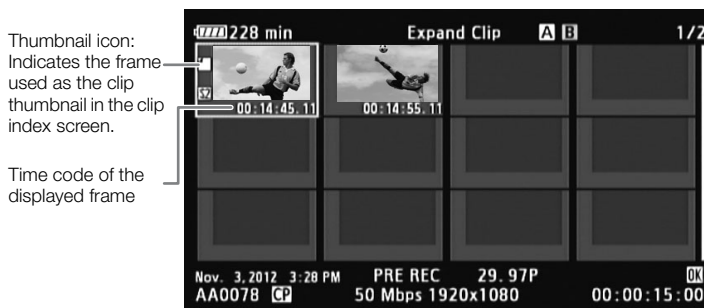 Thumbnail icon:
Indicates the frame
used as the clip
thumbnail in the clip
index screen.
Time code of the
displayed frame
228 min Expand Clip A B 1/2
S2
00:14:45.11 00:14:55.11
Nov. 3,2012 3:28 PM PRE REC 29.97P OK
AA0078 CP 50 Mbps 1920x1080 00:00:15:00